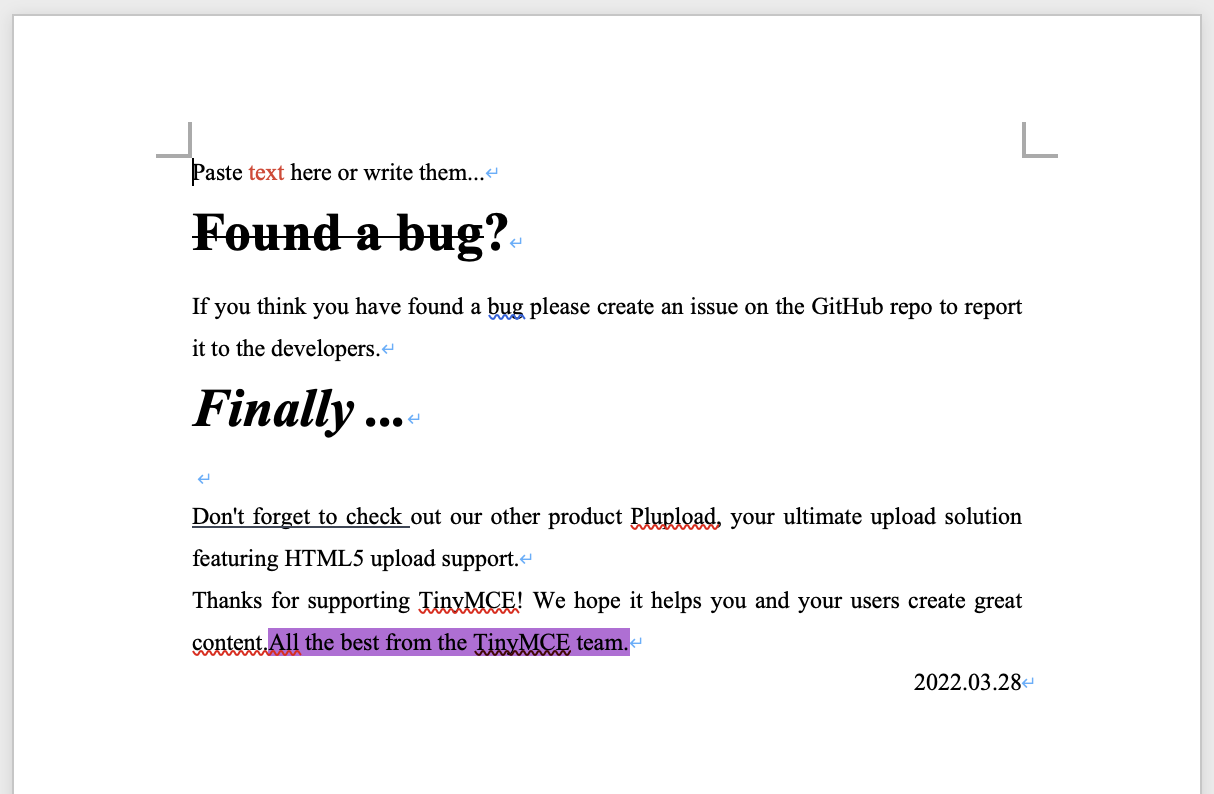 Paste text here or write them...
Found a bug?
If you think you have found a bug please create an issue on the GitHub repo to report
it to the developers.
Finally ...
Don't forget to check out our other product Plupload, your ultimate upload solution
featuring HTML5 upload support.
Thanks for supporting TinyMCE! We hope it helps you and your users create great
content.All the best from the TinyMCE team.
2022.03.28